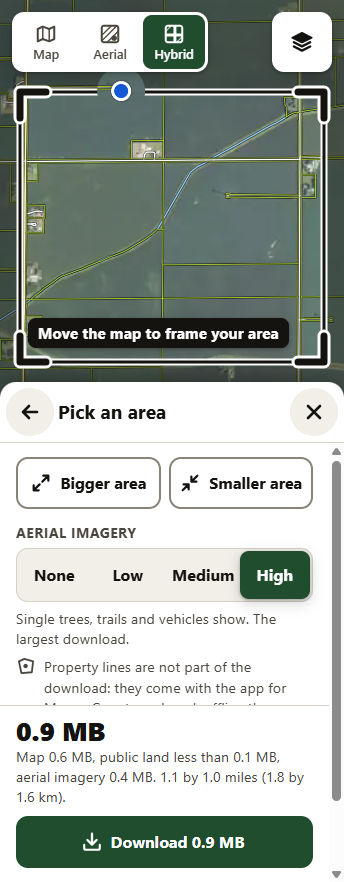 Map
Aerial
Hybrid
Move the map to frame your area
Pick an area
Bigger area
Smaller area
AERIAL IMAGERY
None
Low
Medium
High
Single trees, trails and vehicles show. The
largest download.
Property lines are not part of the
download: they come with the app for
0.9 MB
Map 0.6 MB, public land less than 0.1 MB,
aerial imagery 0.4 MB. 1.1 by 1.0 miles (1.8 by
1.6 km).
Download 0.9 MB